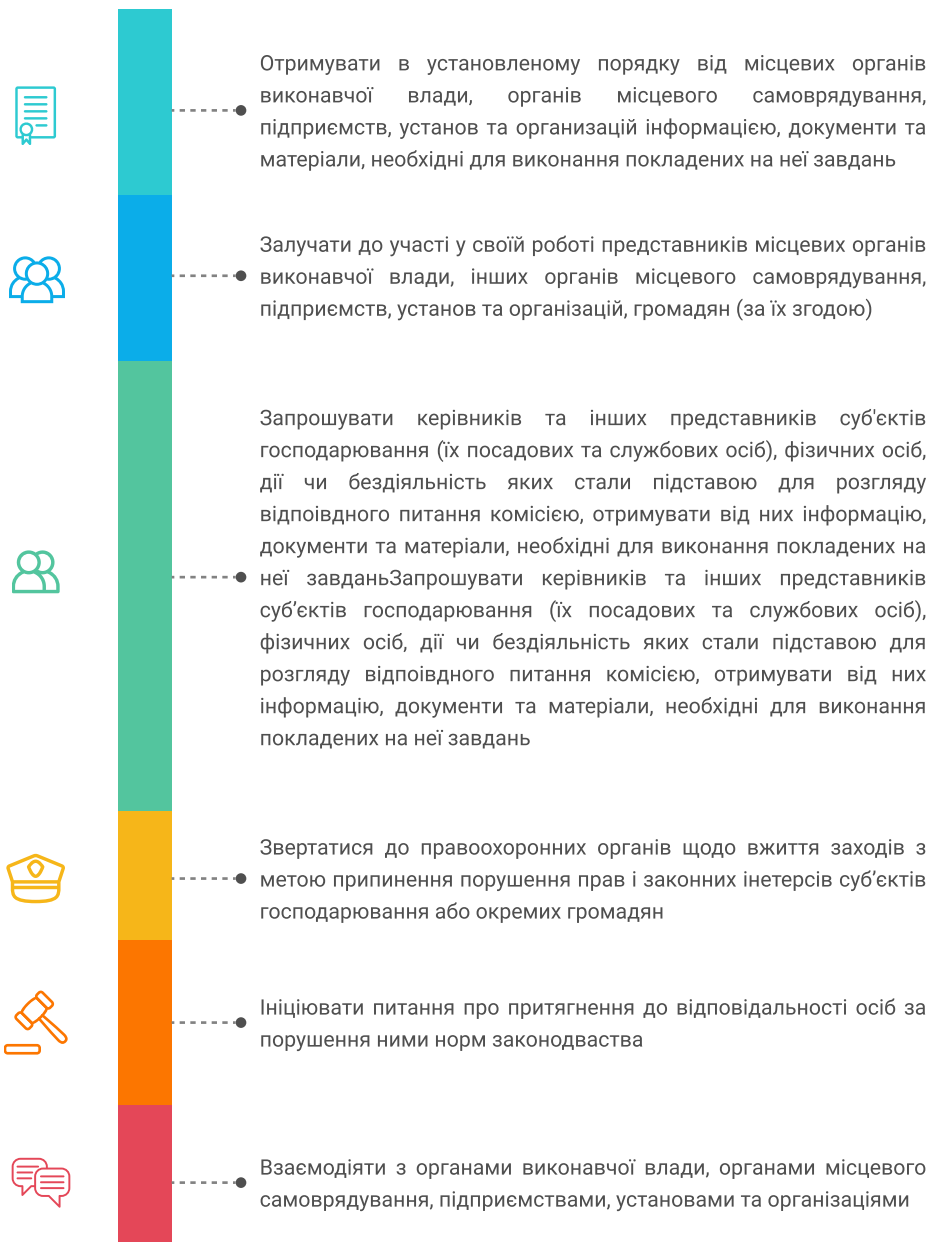 Отримувати в установленому порядку від місцевих органів
виконавчої влади, органів місцевого самоврядування,
підприємств, установ та организацій інформацією, документи та
матеріали, необхідні для виконання покладених на неї завдань
Залучати до участі у своїй роботі представників місцевих органів
виконавчої влади, інших органів місцевого самоврядування,
підприємств, установ та організацій, громадян (за їх згодою)
Запрошувати керівників та інших представників суб'єктів
господарювання (їх посадових та службових осіб), фізичних осіб,
дії чи бездіяльність яких стали підставою для розгляду
відпоівдного питання комісією, отримувати від них інформацію,
документи та матеріали, необхідні для виконання покладених на
неї завданьЗапрошувати керівників та інших представників
суб’єктів господарювання (їх посадових та службових осіб),
фізичних осіб, дії чи бездіяльність яких стали підставою для
розгляду відпоівдного питання комісією, отримувати від них
інформацію, документи та матеріали, необхідні для виконання
покладених на неї завдань
Звертатися до правоохоронних органів щодо вжиття заходів з
метою припинення порушення прав і законних інетерсів суб’єктів
господарювання або окремих громадян
Ініціювати питання про притягнення до відповідальності осіб за
порушення ними норм законодваства
Взаємодіяти з органами виконавчої влади, органами місцевого
самоврядування, підприємствами, установами та організаціями